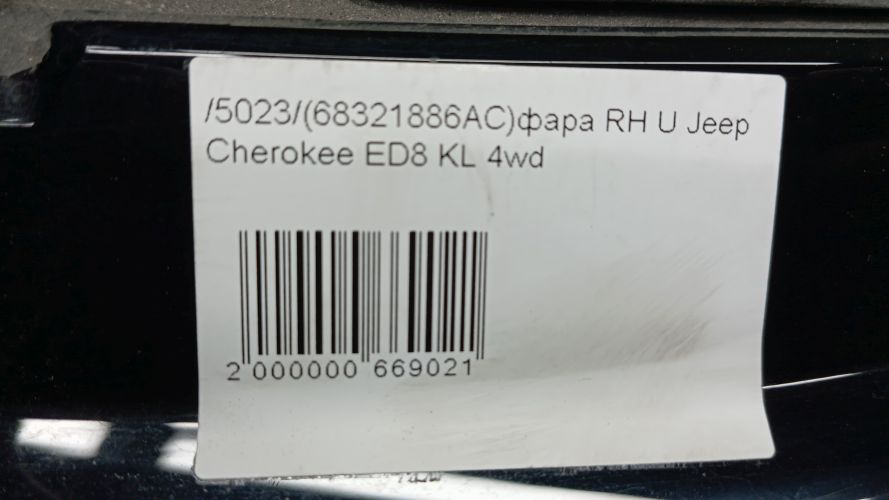 /5023/(68321886AC)фара RH U Jeep
Cherokee ED8 KL 4wd
2 000000 669021